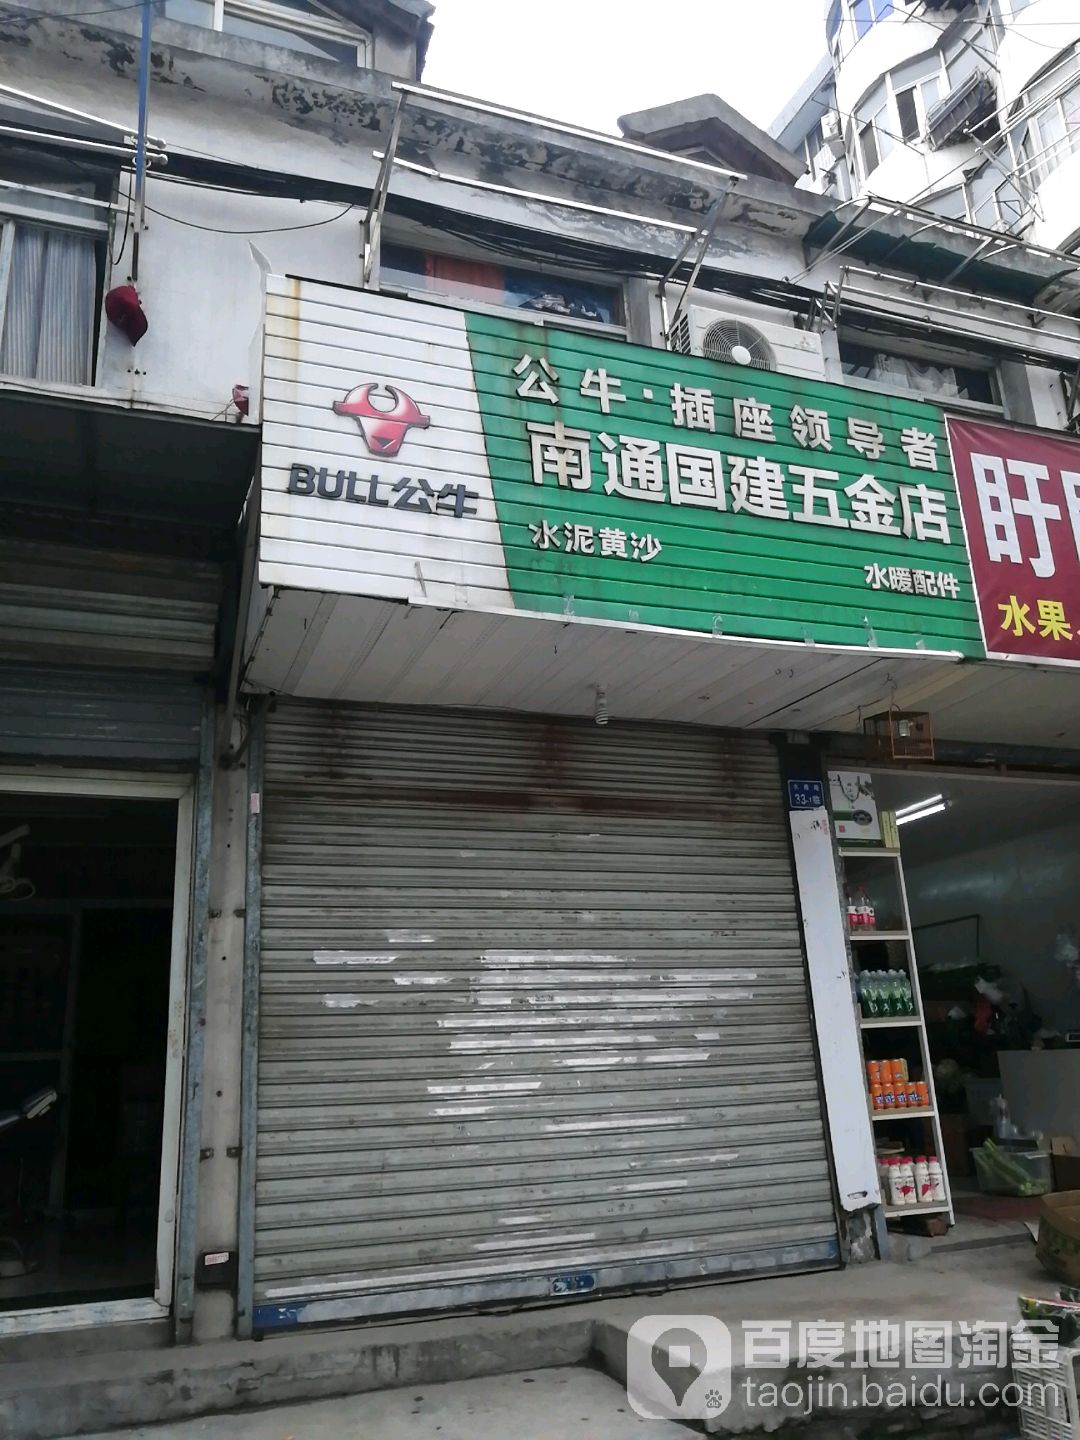 公牛·插座领导者
BULL公牛
南通国建五金店
水泥黄沙
水暖配件
盱
水果
33-1
百度地图淘金
taojin.baidu.com